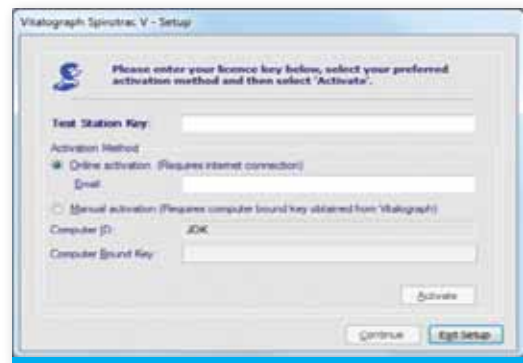 Vitalograph Spirotrac V - Setup
Please enter your licence key below, select your preferred
activation method and then select 'Activate'.
Test Station Key:
Activation Method
Online activation (Requires internet connection)
Email:
Manual activation (Requires computer bound key obtained from Vitalograph)
Computer ID: JDK
Computer Bound Key:
Activate
Continue Exit Setup